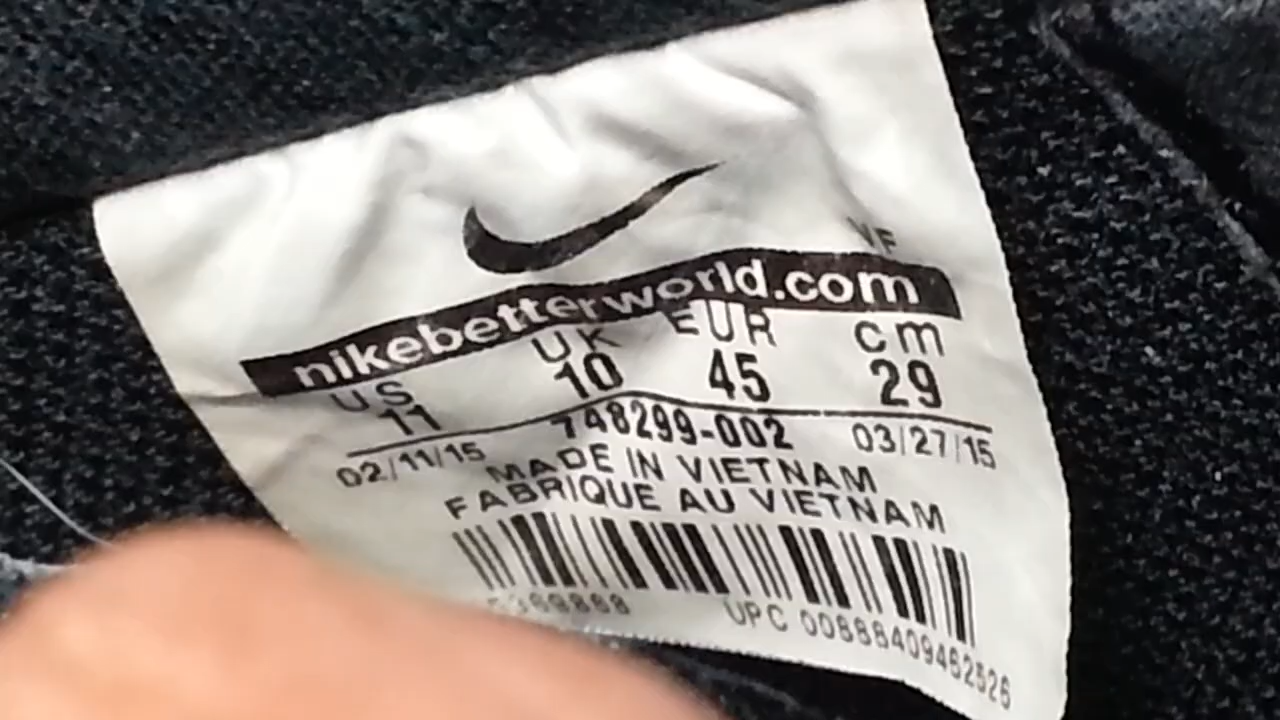 VF
nikebetterworld.com
US UK EUR cm
11 10 45 29
02/11/15 748299-002 03/27/15
MADE IN VIETNAM
FABRIQUE AU VIETNAM
UPC 00888409462526